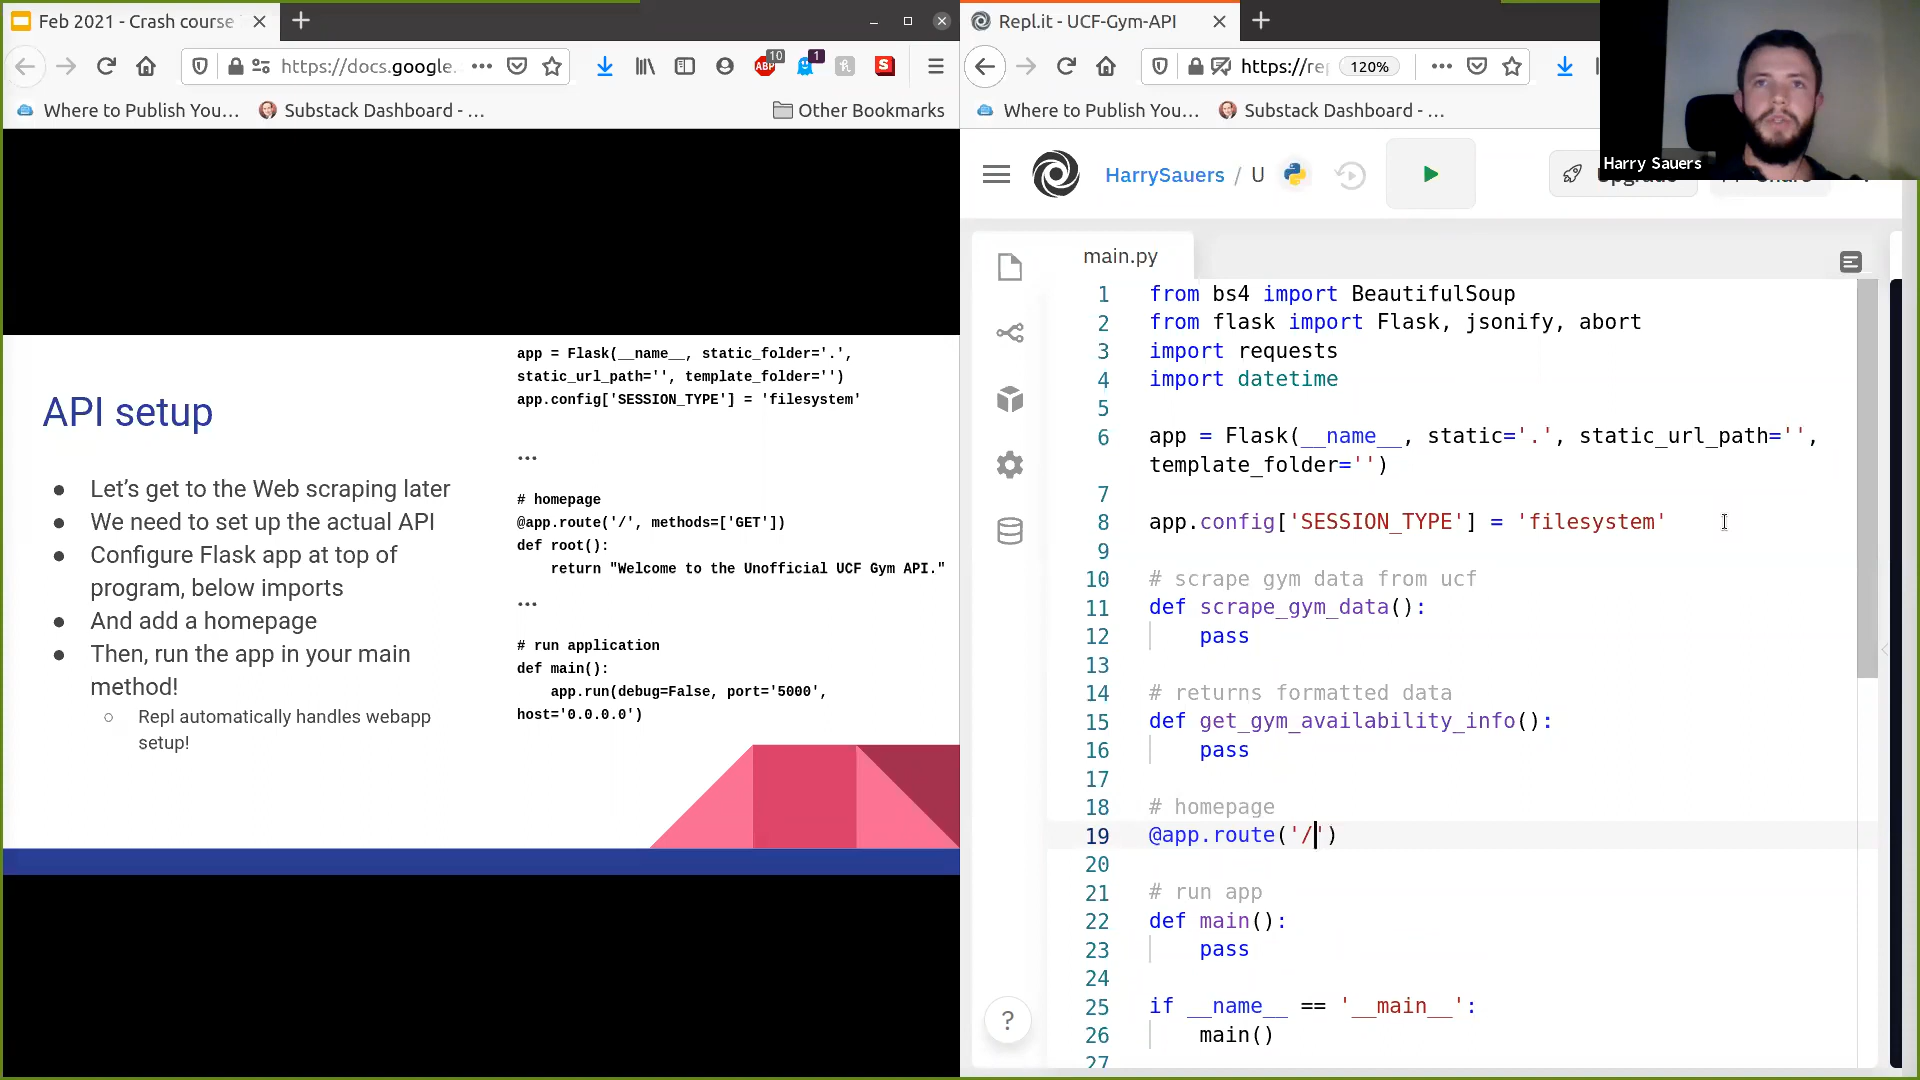 Feb 2021 - Crash course
https://docs.google.
10
1
ABP
S
Where to Publish You…
Substack Dashboard - …
Other Bookmarks
API setup
● Let’s get to the Web scraping later
● We need to set up the actual API
● Configure Flask app at top of
program, below imports
● And add a homepage
● Then, run the app in your main
method!
○ Repl automatically handles webapp
setup!
app = Flask(__name__, static_folder='.',
static_url_path='', template_folder='')
app.config['SESSION_TYPE'] = 'filesystem'
...
# homepage
@app.route('/', methods=['GET'])
def root():
return "Welcome to the Unofficial UCF Gym API."
...
# run application
def main():
app.run(debug=False, port='5000',
host='0.0.0.0')
Repl.it - UCF-Gym-API
https://rep
120%
Where to Publish You…
Substack Dashboard - …
Harry Sauers
HarrySauers / U
main.py
1 from bs4 import BeautifulSoup
2 from flask import Flask, jsonify, abort
3 import requests
4 import datetime
5
6 app = Flask(__name__, static='.', static_url_path='',
template_folder='')
7
8 app.config['SESSION_TYPE'] = 'filesystem'
9
10 # scrape gym data from ucf
11 def scrape_gym_data():
12 pass
13
14 # returns formatted data
15 def get_gym_availability_info():
16 pass
17
18 # homepage
19 @app.route('/')
20
21 # run app
22 def main():
23 pass
24
25 if __name__ == '__main__':
26 main()
27
?